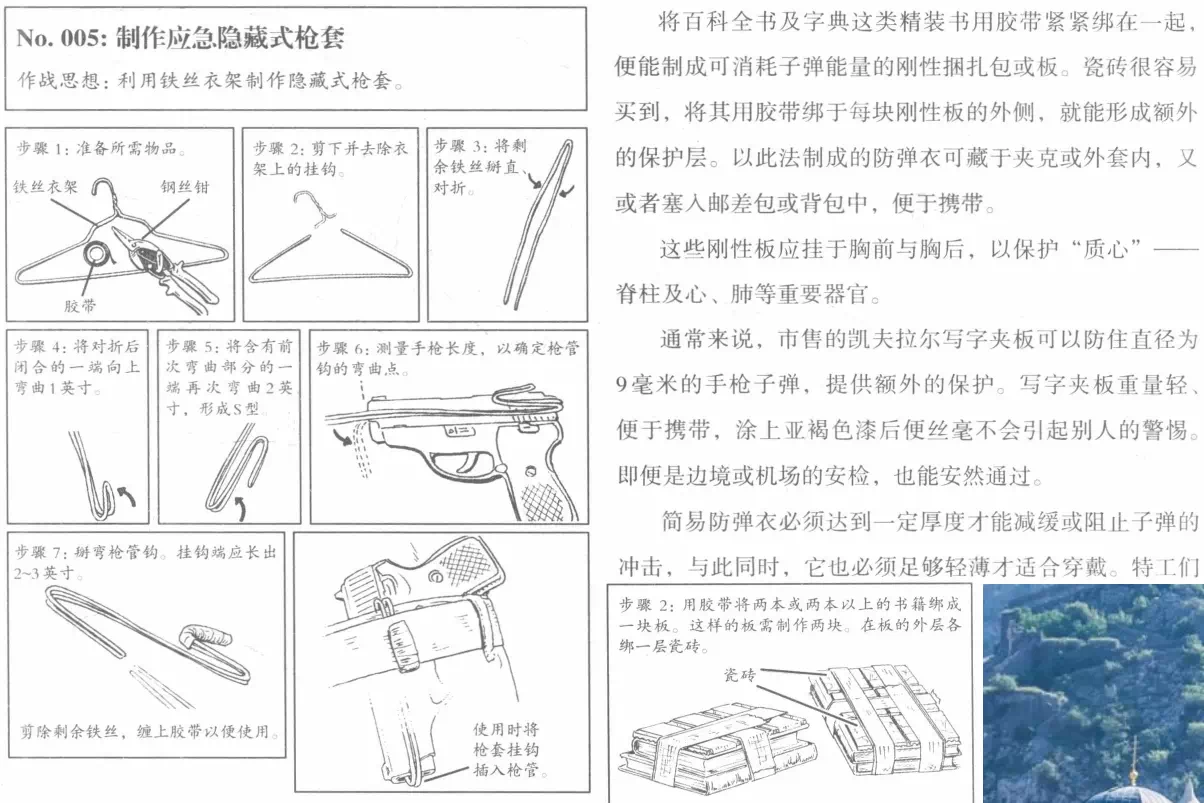 No. 005: 制作应急隐藏式枪套
作战思想：利用铁丝衣架制作隐藏式枪套。
步骤 1：准备所需物品。
铁丝衣架
钢丝钳
胶带
步骤 2：剪下并去除衣
架上的挂钩。
步骤 3：将剩
余铁丝掰直、
对折。
步骤 4：将对折后
闭合的一端向上
弯曲1英寸。
步骤 5：将含有前
次弯曲部分的一
端再次弯曲2英
寸，形成S型。
步骤 6：测量手枪长度，以确定枪管
钩的弯曲点。
步骤 7：掰弯枪管钩。挂钩端应长出
2~3英寸。
剪除剩余铁丝，缠上胶带以便使用。
使用时将
枪套挂钩
插入枪管。
将百科全书及字典这类精装书用胶带紧紧绑在一起，
便能制成可消耗子弹能量的刚性捆扎包或板。瓷砖很容易
买到，将其用胶带绑于每块刚性板的外侧，就能形成额外
的保护层。以此法制成的防弹衣可藏于夹克或外套内，又
或者塞入邮差包或背包中，便于携带。
这些刚性板应挂于胸前与胸后，以保护“质心”——
脊柱及心、肺等重要器官。
通常来说，市售的凯夫拉尔写字夹板可以防住直径为
9毫米的手枪子弹，提供额外的保护。写字夹板重量轻、
便于携带，涂上亚褐色漆后便丝毫不会引起别人的警惕。
即便是边境或机场的安检，也能安然通过。
简易防弹衣必须达到一定厚度才能减缓或阻止子弹的
冲击，与此同时，它也必须足够轻薄才适合穿戴。特工们
步骤 2：用胶带将两本或两本以上的书籍绑成
一块板。这样的板需制作两块。在板的外层各
绑一层瓷砖。
瓷砖